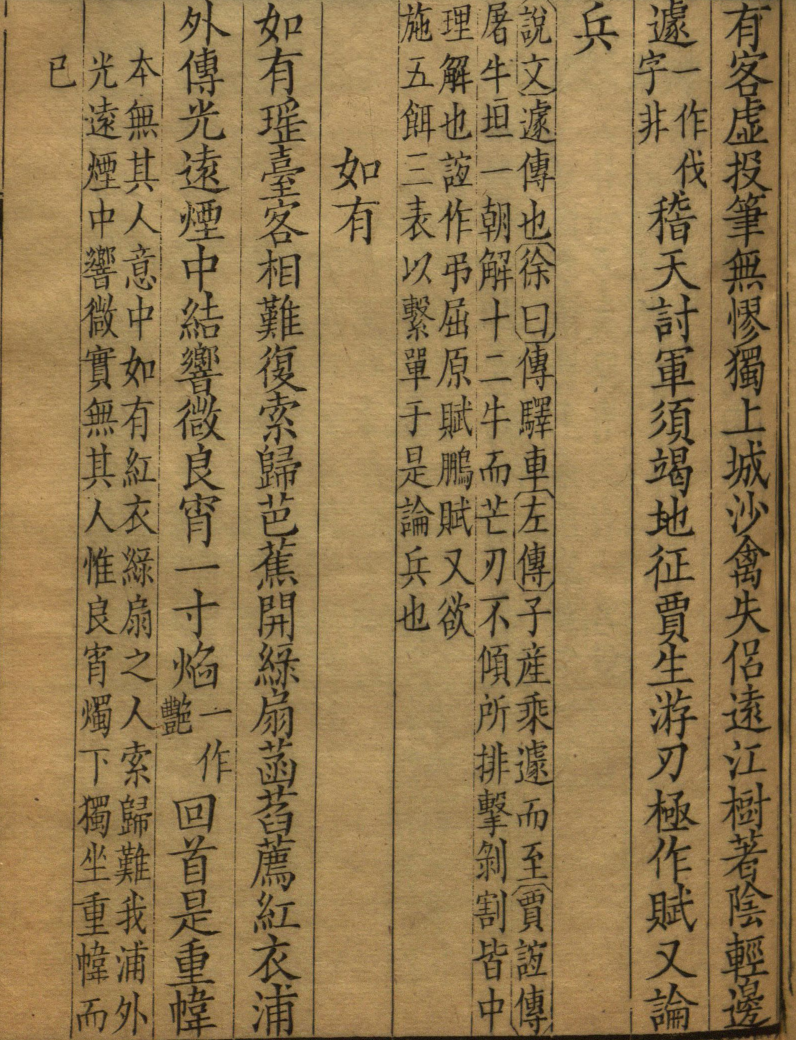 有客虛投筆無憀獨上城沙禽失侶遠江樹著陰輕邊
遽一作伐
字非稽天討軍須竭地征賈生游刃極作賦又論
兵
說文遽傳也徐曰傳驛車左傳子產乘遽而至賈誼傳
屠牛坦一朝解十二牛而芒刃不傾所排擊剝割皆中
理解也誼作弔屈原賦鵩賦又欲
施五餌三表以繫單于是論兵也
如有
如有瑤臺客相難復索歸芭蕉開綠扇菡萏薦紅衣浦
外傳光遠煙中結響微良宵一寸焰一作
艷回首是重幃
本無其人意中如有紅衣綠扇之人索歸難我浦外
光遠煙中響微實無其人惟良宵燭下獨坐重幃而
已